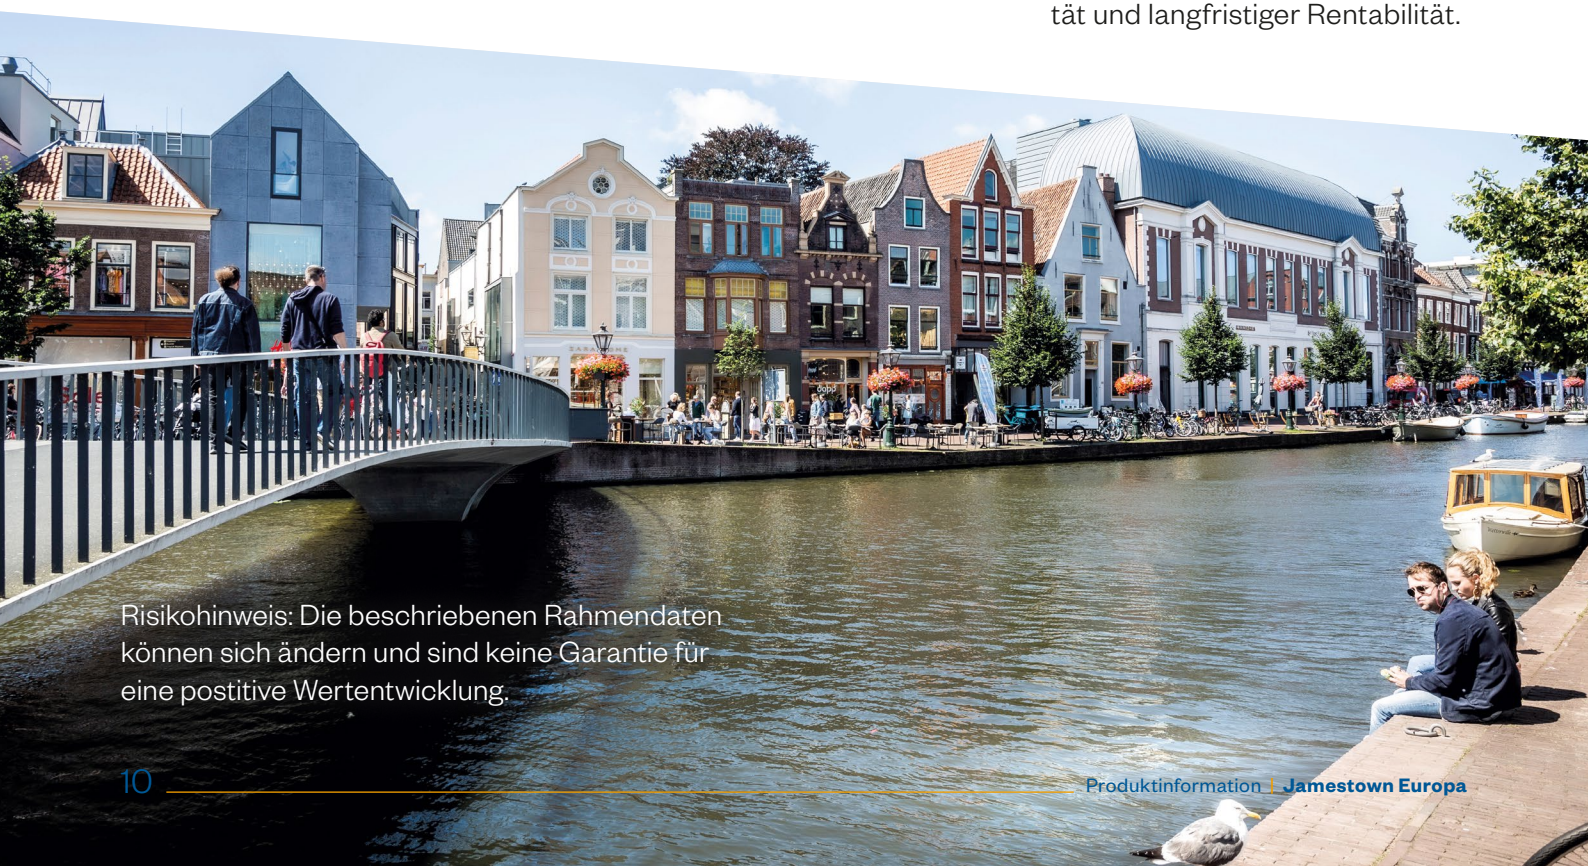 tät und langfristiger Rentabilität.
Risikohinweis: Die beschriebenen Rahmendaten
können sich ändern und sind keine Garantie für
eine postitive Wertentwicklung.
10
Produktinformation | Jamestown Europa